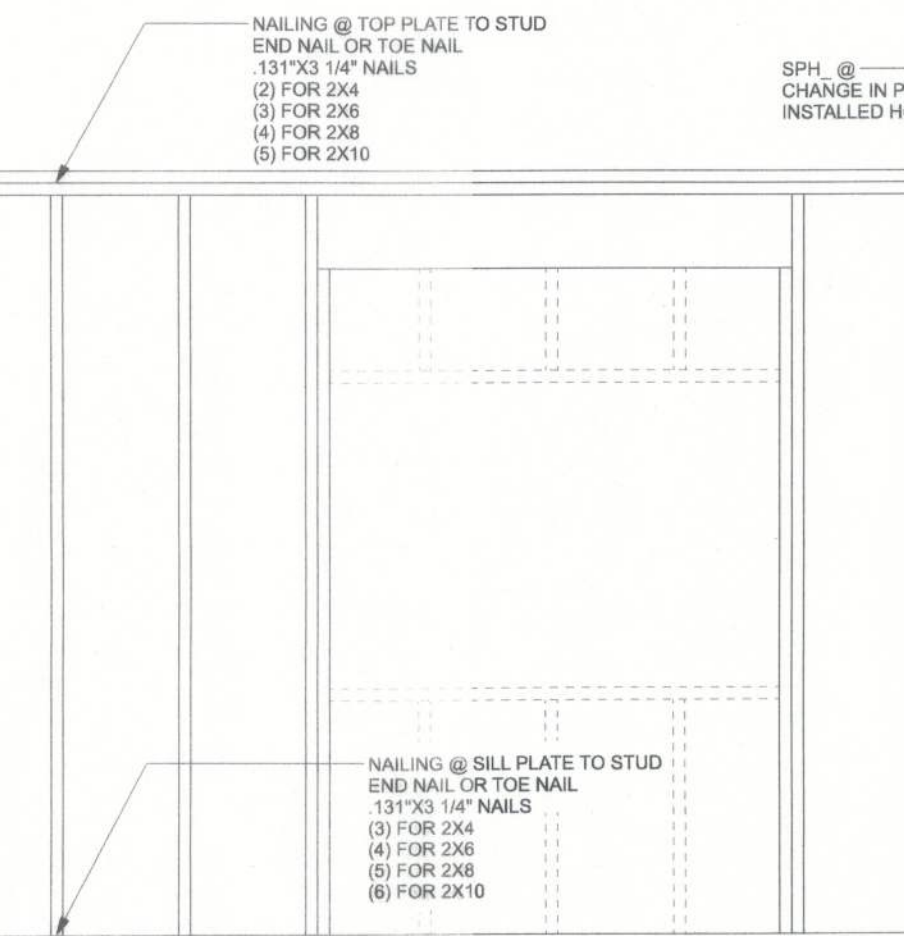 NAILING @ TOP PLATE TO STUD
END NAIL OR TOE NAIL
.131"X3 1/4" NAILS
(2) FOR 2X4
(3) FOR 2X6
(4) FOR 2X8
(5) FOR 2X10
SPH_ @
CHANGE IN
INSTALLED
NAILING @ SILL PLATE TO STUD
END NAIL OR TOE NAIL
.131"X3 1/4" NAILS
(3) FOR 2X4
(4) FOR 2X6
(5) FOR 2X8
(6) FOR 2X10